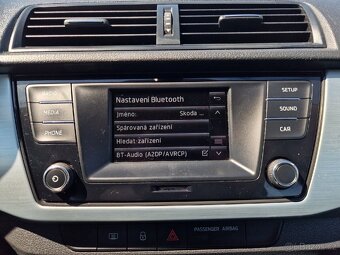 Nastavení Bluetooth
RADIO
MEDIA
PHONE
Jméno: Skoda ...
Spárovaná zařízení
Hledat zařízení
BT-Audio (A2DP/AVRCP)
SETUP
SOUND
CAR
PASSENGER AIRBAG